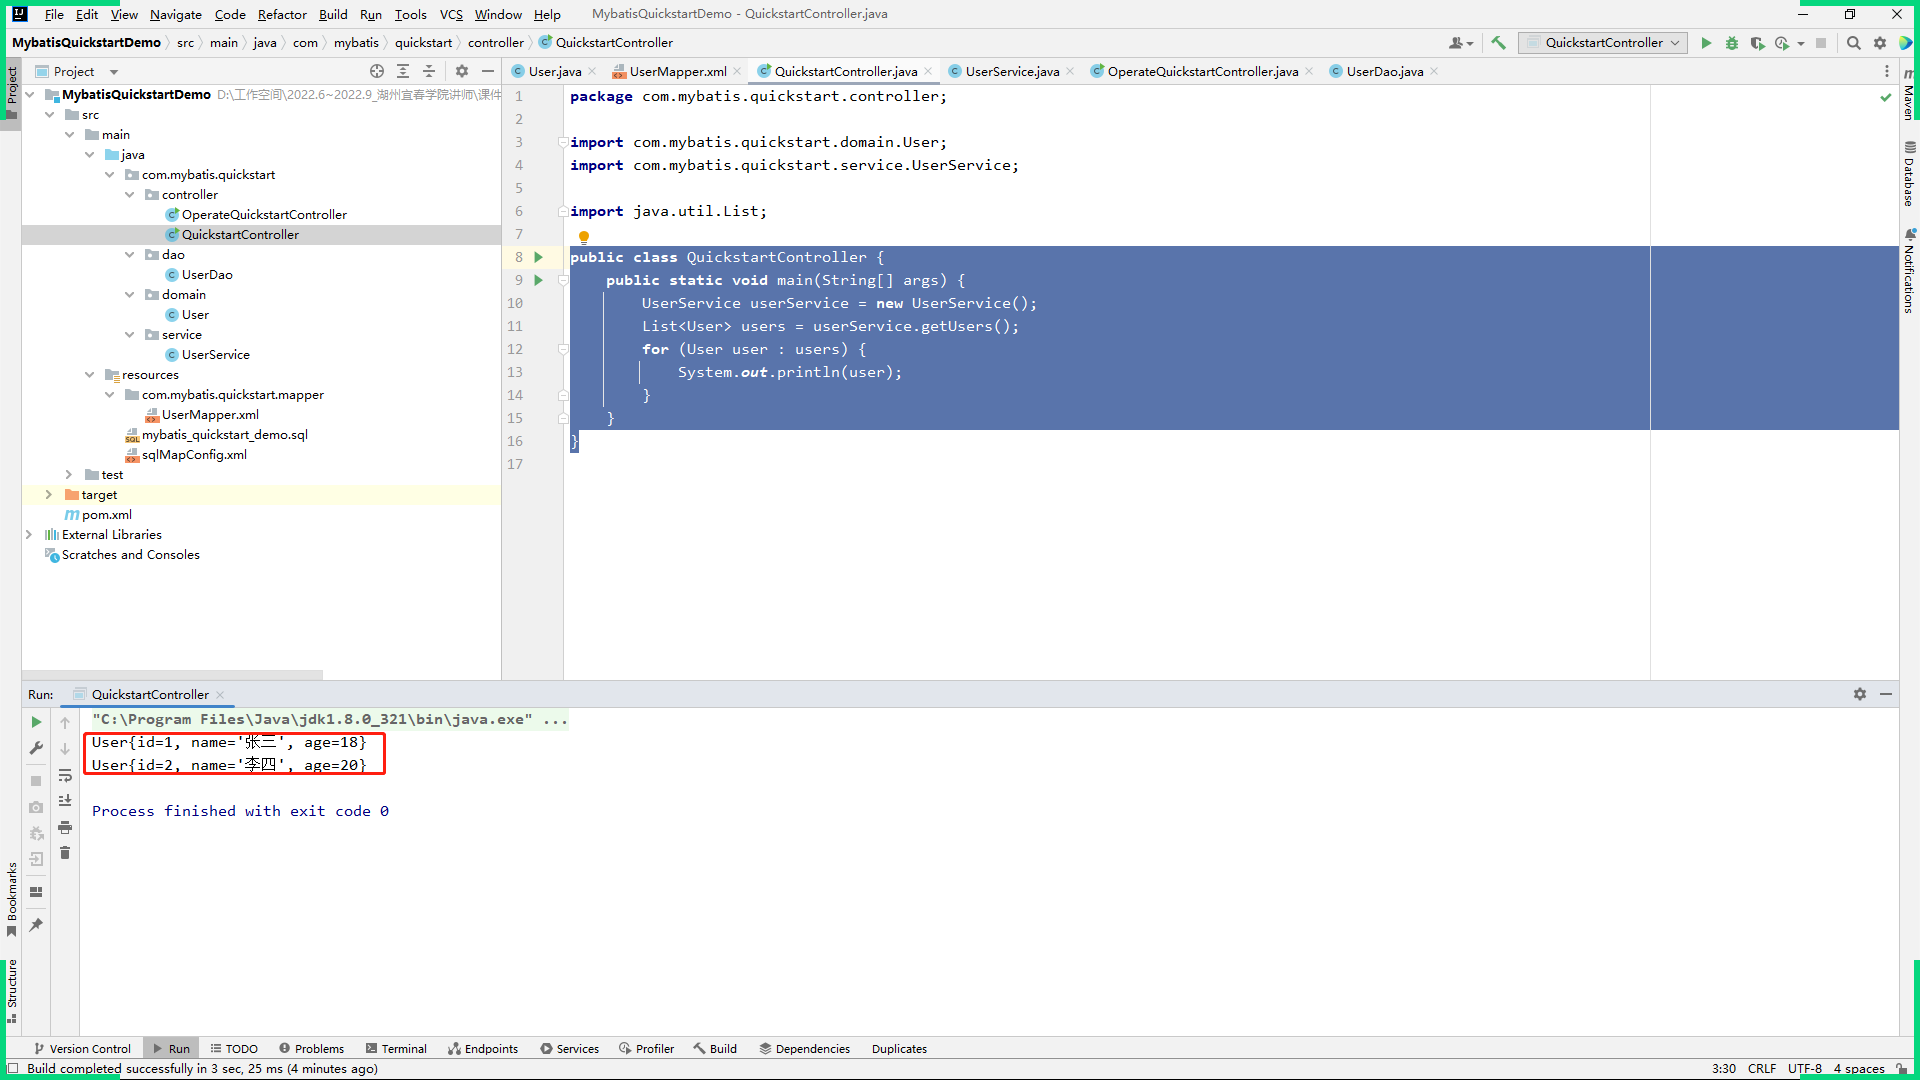 File Edit View Navigate Code Refactor Build Run Tools VCS Window Help MybatisQuickstartDemo - QuickstartController.java
MybatisQuickstartDemo src main java com mybatis quickstart controller QuickstartController
QuickstartController
Project
User.java UserMapper.xml QuickstartController.java UserService.java OperateQuickstartController.java UserDao.java
Project
MybatisQuickstartDemo D:\工作空间\2022.6~2022.9_湖州宜春学院讲师\课件
src
main
java
com.mybatis.quickstart
controller
OperateQuickstartController
QuickstartController
dao
UserDao
domain
User
service
UserService
resources
com.mybatis.quickstart.mapper
UserMapper.xml
mybatis_quickstart_demo.sql
sqlMapConfig.xml
test
target
pom.xml
External Libraries
Scratches and Consoles
1 package com.mybatis.quickstart.controller;
2
3 import com.mybatis.quickstart.domain.User;
4 import com.mybatis.quickstart.service.UserService;
5
6 import java.util.List;
7
8 public class QuickstartController {
9 public static void main(String[] args) {
10 UserService userService = new UserService();
11 List<User> users = userService.getUsers();
12 for (User user : users) {
13 System.out.println(user);
14 }
15 }
16 }
17
Maven
Database
Notifications
Run: QuickstartController
"C:\Program Files\Java\jdk1.8.0_321\bin\java.exe" ...
User{id=1, name='张三', age=18}
User{id=2, name='李四', age=20}
Process finished with exit code 0
Bookmarks
Structure
Version Control Run TODO Problems Terminal Endpoints Services Profiler Build Dependencies Duplicates
Build completed successfully in 3 sec, 25 ms (4 minutes ago)
3:30 CRLF UTF-8 4 spaces